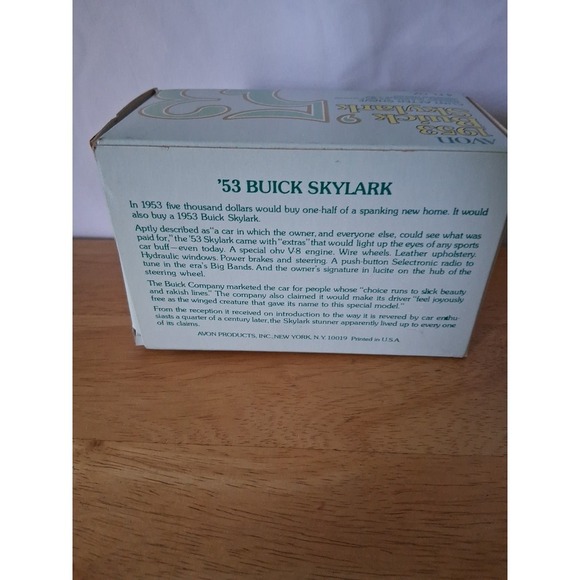 AVON
1953
Buick
Skylark
'53
'53 BUICK SKYLARK
In 1953 five thousand dollars would buy one-half of a spanking new home. It would
also buy a 1953 Buick Skylark.
Aptly described as "a car in which the owner, and everyone else, could see what was
paid for," the '53 Skylark came with "extras" that would light up the eyes of any sports
car buff—even today. A special ohv V-8 engine. Wire wheels. Leather upholstery.
Hydraulic windows. Power brakes and steering. A push-button Selectronic radio to
tune in the era's Big Bands. And the owner's signature in lucite on the hub of the
steering wheel.
The Buick Company marketed the car for people whose "choice runs to slick beauty
and rakish lines." The company also claimed it would make its driver "feel joyously
free as the winged creature that gave its name to this special model."
From the reception it received on introduction to the way it is revered by car enthu-
siasts a quarter of a century later, the Skylark stunner apparently lived up to every one
of its claims.
AVON PRODUCTS, INC., NEW YORK, N.Y. 10019 Printed in U.S.A.